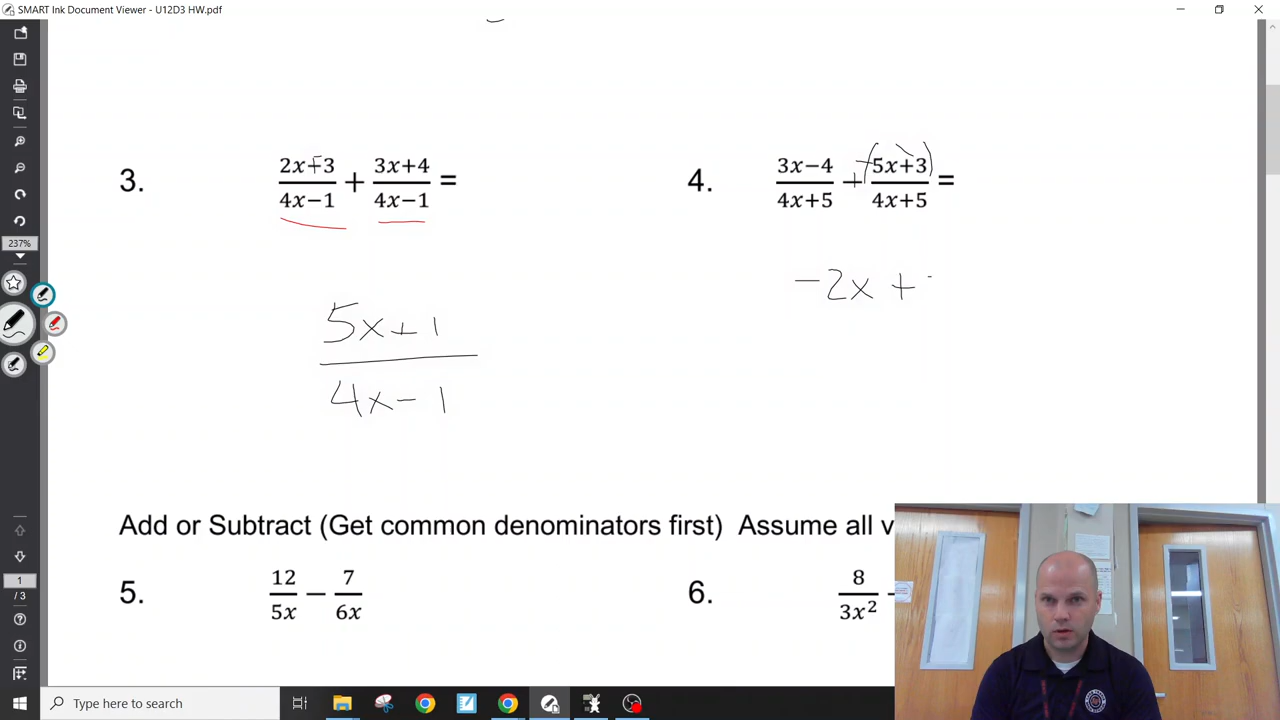 SMART Ink Document Viewer - U12D3 HW.pdf
3. (2x+3)/(4x−1) + (3x+4)/(4x−1) =
4. (3x−4)/(4x+5) + −(5x+3)/(4x+5) =
−2x +
5x+1
4x−1
Add or Subtract (Get common denominators first) Assume all v
5. 12/5x − 7/6x
6. 8/3x² −
237%
1
/ 3
Type here to search